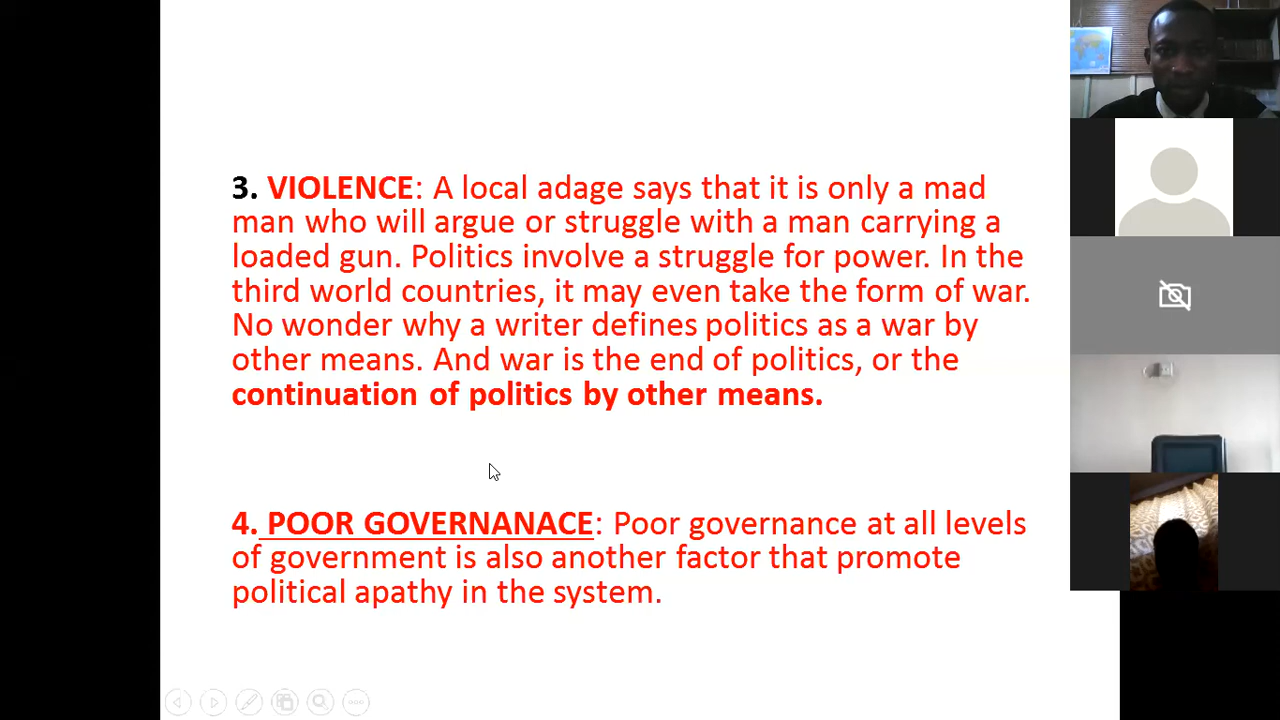 3. VIOLENCE: A local adage says that it is only a mad
man who will argue or struggle with a man carrying a
loaded gun. Politics involve a struggle for power. In the
third world countries, it may even take the form of war.
No wonder why a writer defines politics as a war by
other means. And war is the end of politics, or the
continuation of politics by other means.
4. POOR GOVERNANACE: Poor governance at all levels
of government is also another factor that promote
political apathy in the system.